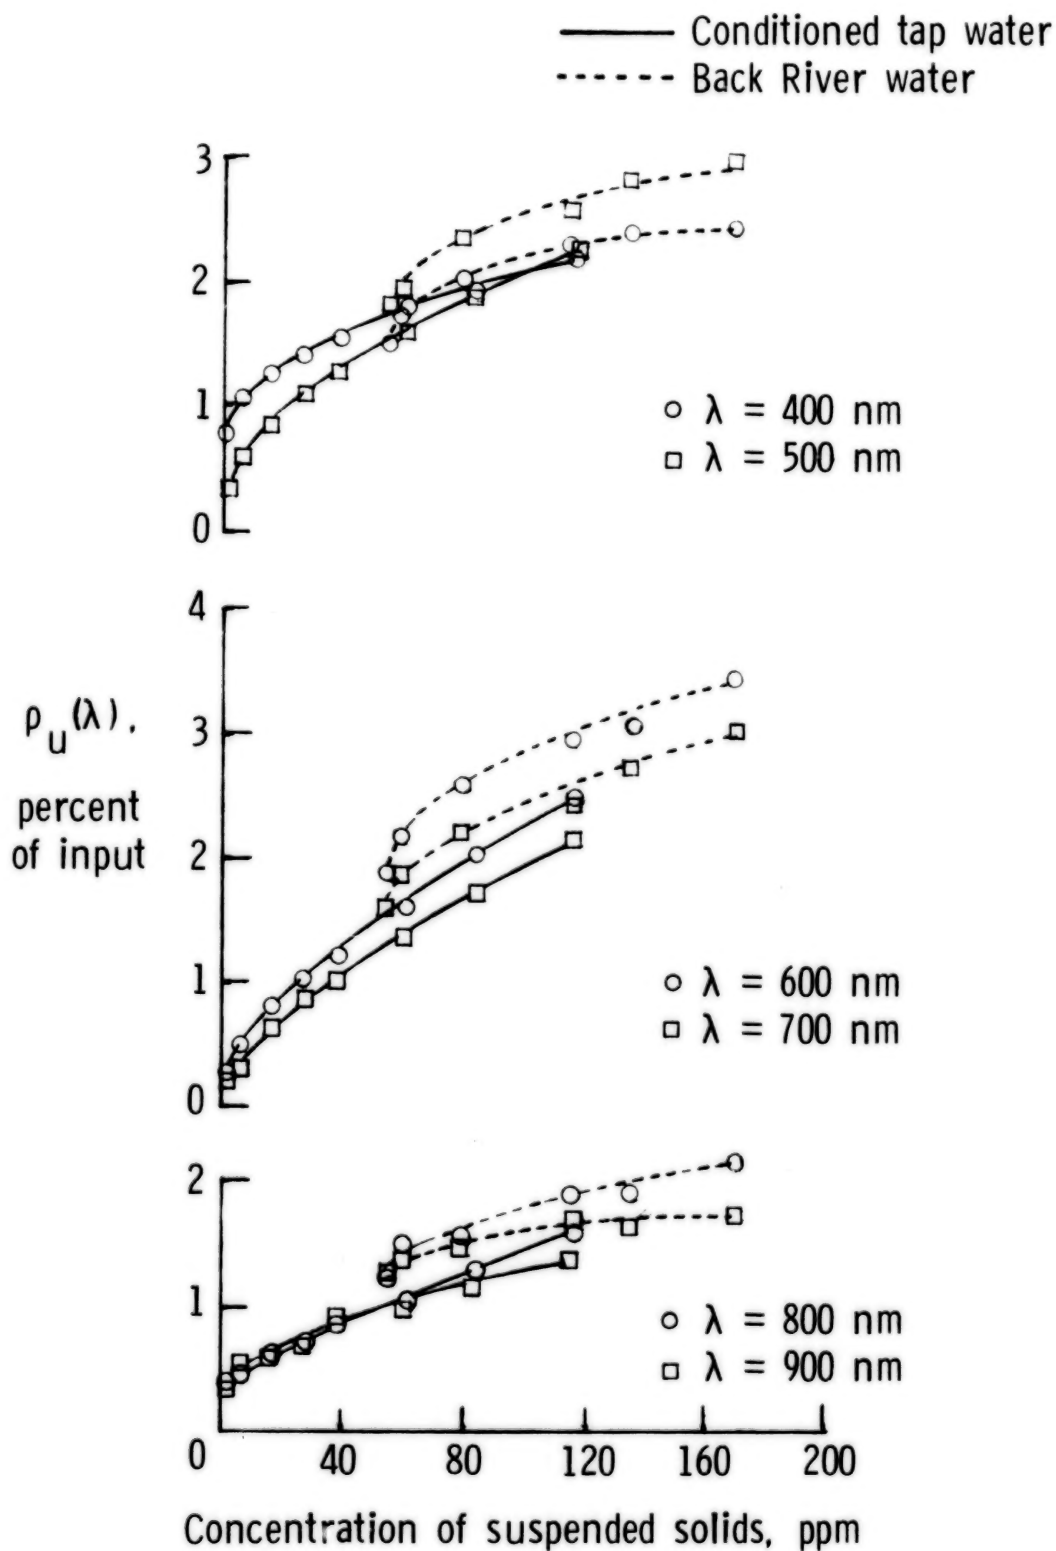 Conditioned tap water
Back River water
3
2
1
0
λ = 400 nm
λ = 500 nm
4
3
2
1
0
ρu(λ),
percent
of input
λ = 600 nm
λ = 700 nm
2
1
0
λ = 800 nm
λ = 900 nm
40 80 120 160 200
Concentration of suspended solids, ppm